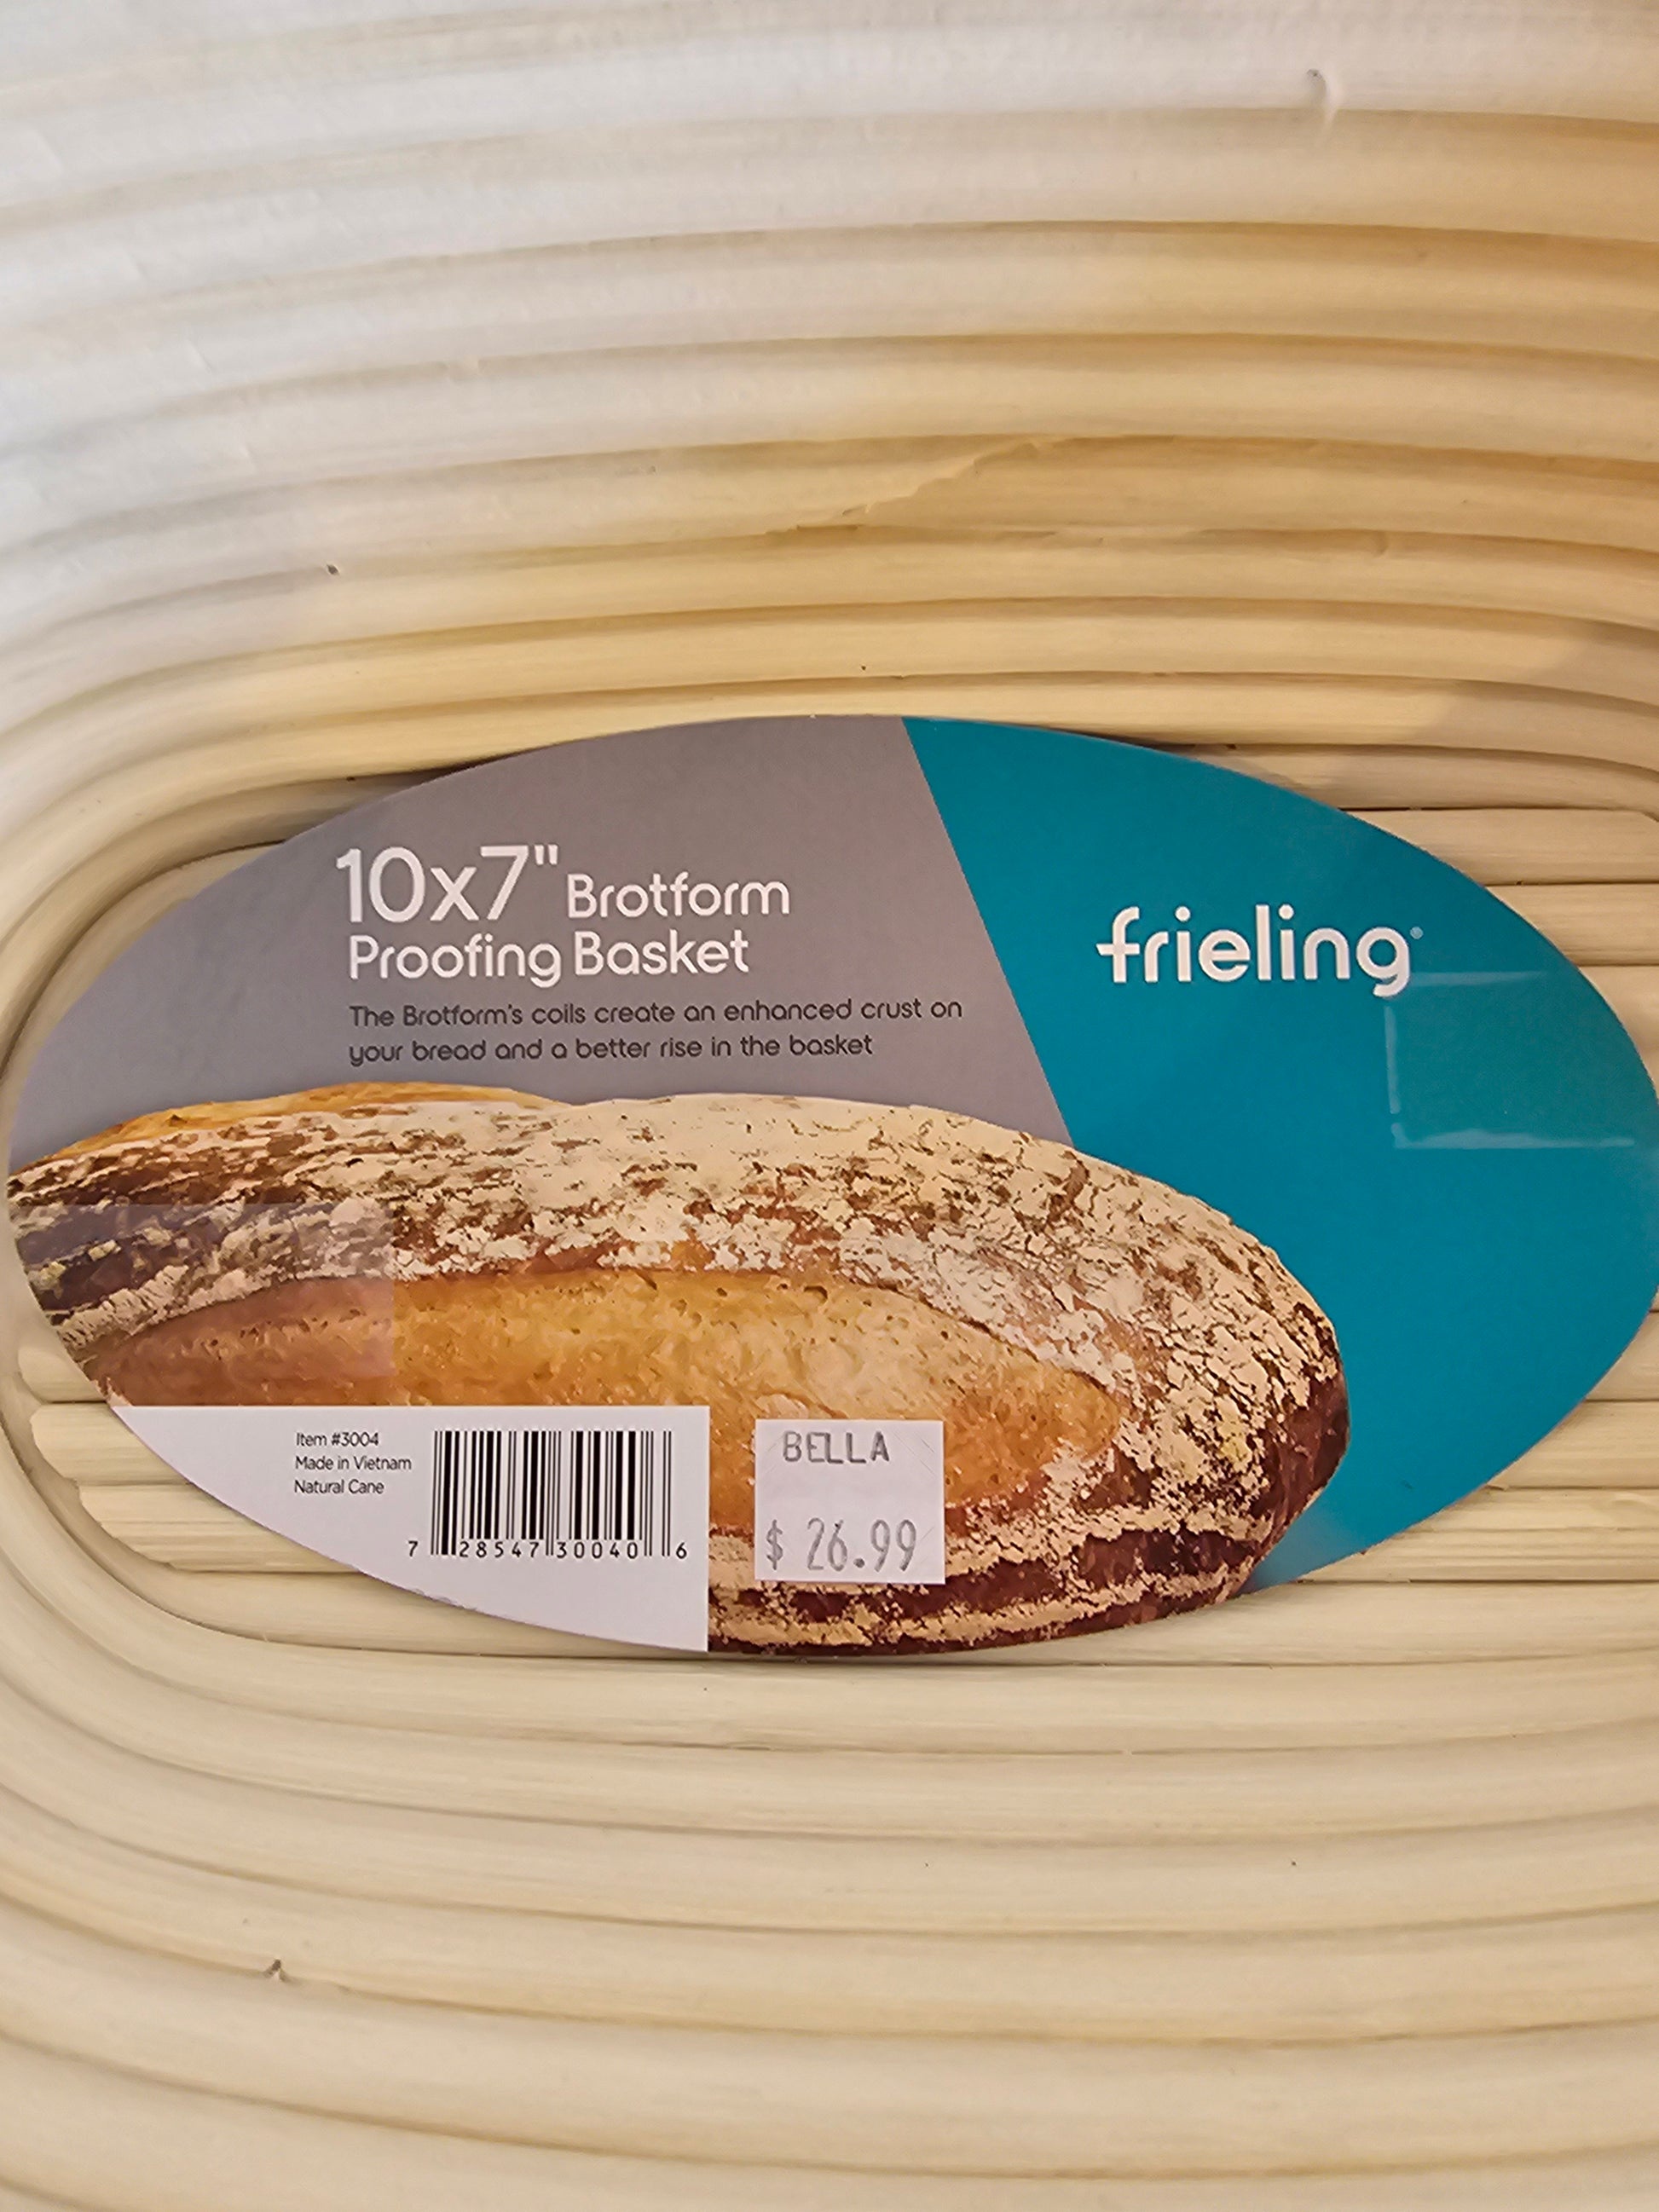 10x7" Brotform
Proofing Basket
The Brotform's coils create an enhanced crust on
your bread and a better rise in the basket
frieling®
Item #3004
Made in Vietnam
Natural Cane
7 28547 30040 6
BELLA
$ 26.99